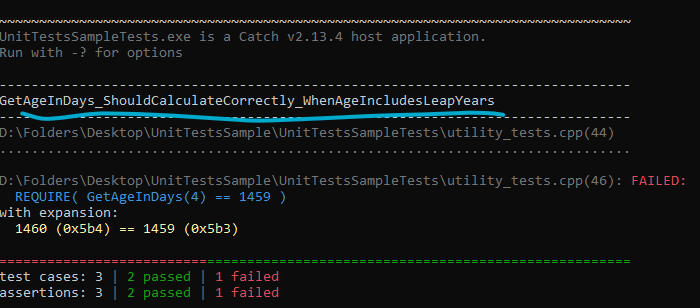 ~~~~~~~~~~~~~~~~~~~~~~~~~~~~~~~~~~~~~~~~~~~~~~~~~~~~~~~~~~~~~~~~~~~~~~~~~~~~~~~
UnitTestsSampleTests.exe is a Catch v2.13.4 host application.
Run with -? for options
-------------------------------------------------------------------------------
GetAgeInDays_ShouldCalculateCorrectly_WhenAgeIncludesLeapYears
-------------------------------------------------------------------------------
D:\Folders\Desktop\UnitTestsSample\UnitTestsSampleTests\utility_tests.cpp(44)
...............................................................................
D:\Folders\Desktop\UnitTestsSample\UnitTestsSampleTests\utility_tests.cpp(46): FAILED:
REQUIRE( GetAgeInDays(4) == 1459 )
with expansion:
1460 (0x5b4) == 1459 (0x5b3)
===============================================================================
test cases: 3 | 2 passed | 1 failed
assertions: 3 | 2 passed | 1 failed